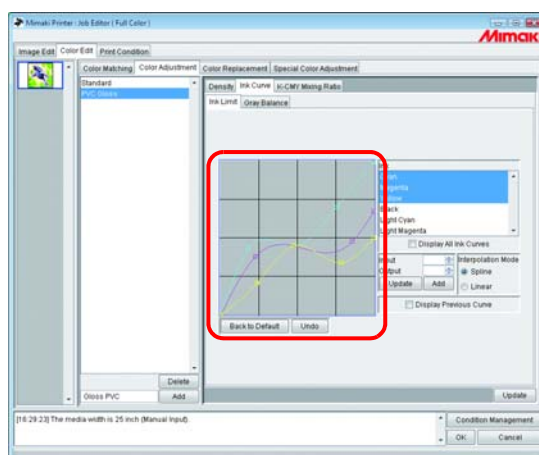 Mimaki Printer : Job Editor ( Full Color )
Mimaki
Image Edit Color Edit Print Condition
Color Matching Color Adjustment Color Replacement Special Color Adjustment
Standard
PVC Gloss
Density Ink Curve K-CMY Mixing Ratio
Ink Limit Gray Balance
Ink
Cyan
Magenta
Yellow
Black
Light Cyan
Light Magenta
Display All Ink Curves
Input
Output
Interpolation Mode
Spline
Linear
Update Add
Display Previous Curve
Back to Default Undo
Delete
Gloss PVC Add
Update
[16:29:23] The media width is 25 inch (Manual Input).
Condition Management
OK Cancel